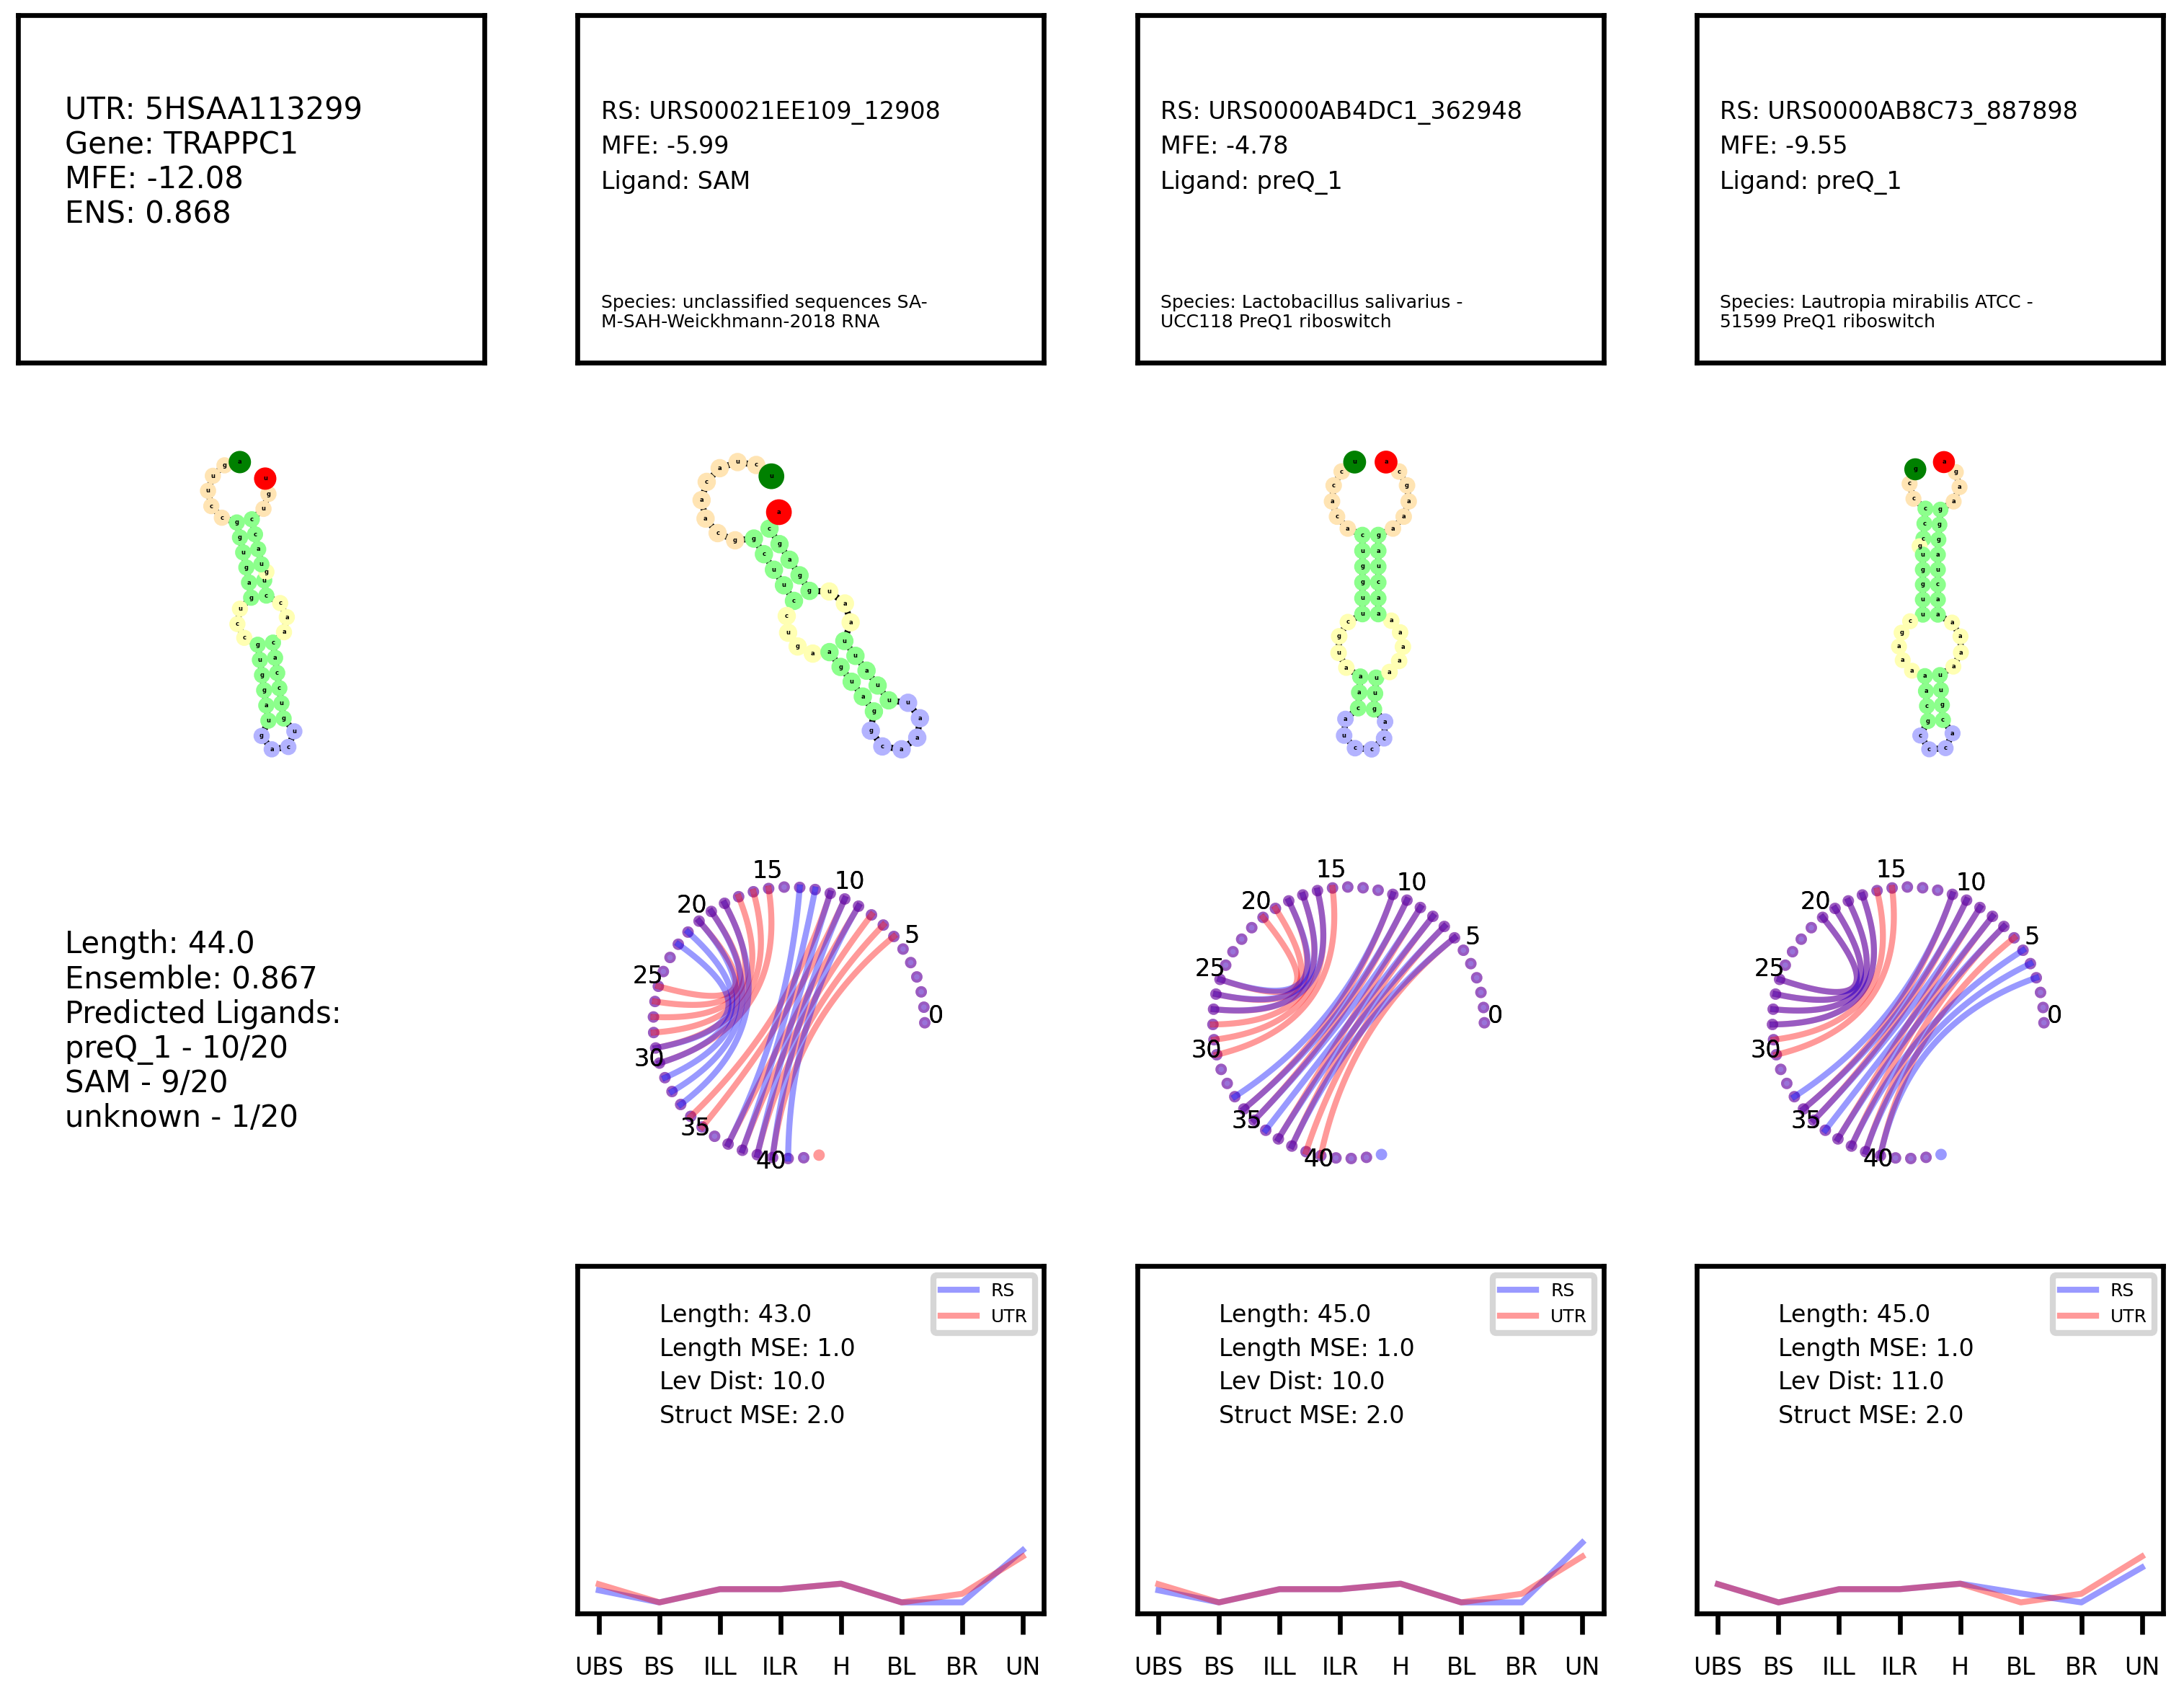 UTR: 5HSAA113299
Gene: TRAPPC1
MFE: -12.08
ENS: 0.868
RS: URS00021EE109_12908
MFE: -5.99
Ligand: SAM
Species: unclassified sequences SA-
M-SAH-Weickhmann-2018 RNA
RS: URS0000AB4DC1_362948
MFE: -4.78
Ligand: preQ_1
Species: Lactobacillus salivarius -
UCC118 PreQ1 riboswitch
RS: URS0000AB8C73_887898
MFE: -9.55
Ligand: preQ_1
Species: Lautropia mirabilis ATCC -
51599 PreQ1 riboswitch
Length: 44.0
Ensemble: 0.867
Predicted Ligands:
preQ_1 - 10/20
SAM - 9/20
unknown - 1/20
0
5
10
15
20
25
30
35
40
0
5
10
15
20
25
30
35
40
0
5
10
15
20
25
30
35
40
RS
UTR
Length: 43.0
Length MSE: 1.0
Lev Dist: 10.0
Struct MSE: 2.0
UBS BS ILL ILR H BL BR UN
RS
UTR
Length: 45.0
Length MSE: 1.0
Lev Dist: 10.0
Struct MSE: 2.0
UBS BS ILL ILR H BL BR UN
RS
UTR
Length: 45.0
Length MSE: 1.0
Lev Dist: 11.0
Struct MSE: 2.0
UBS BS ILL ILR H BL BR UN